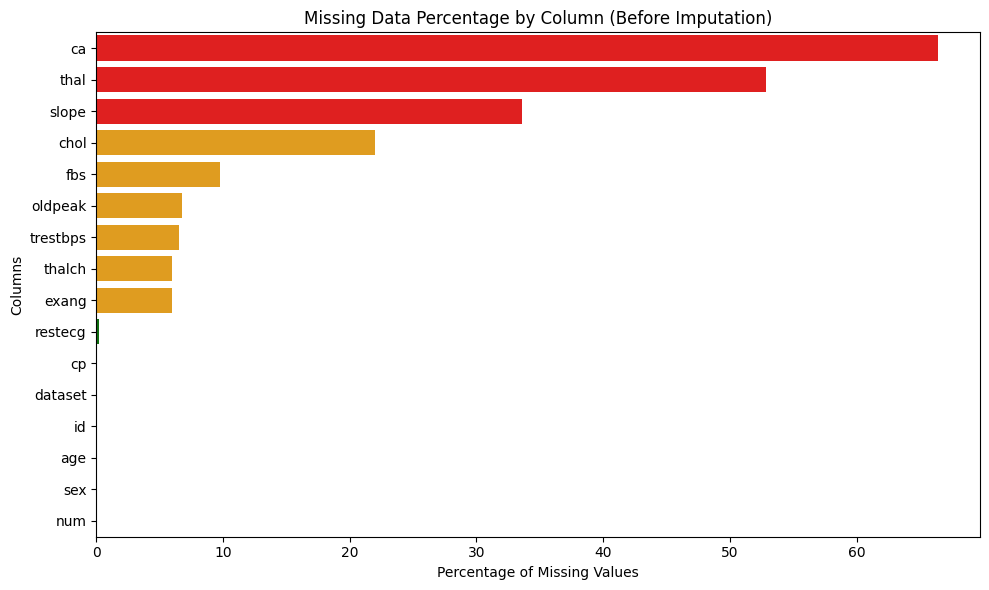 Missing Data Percentage by Column (Before Imputation)
Columns
ca
thal
slope
chol
fbs
oldpeak
trestbps
thalch
exang
restecg
cp
dataset
id
age
sex
num
0 10 20 30 40 50 60
Percentage of Missing Values